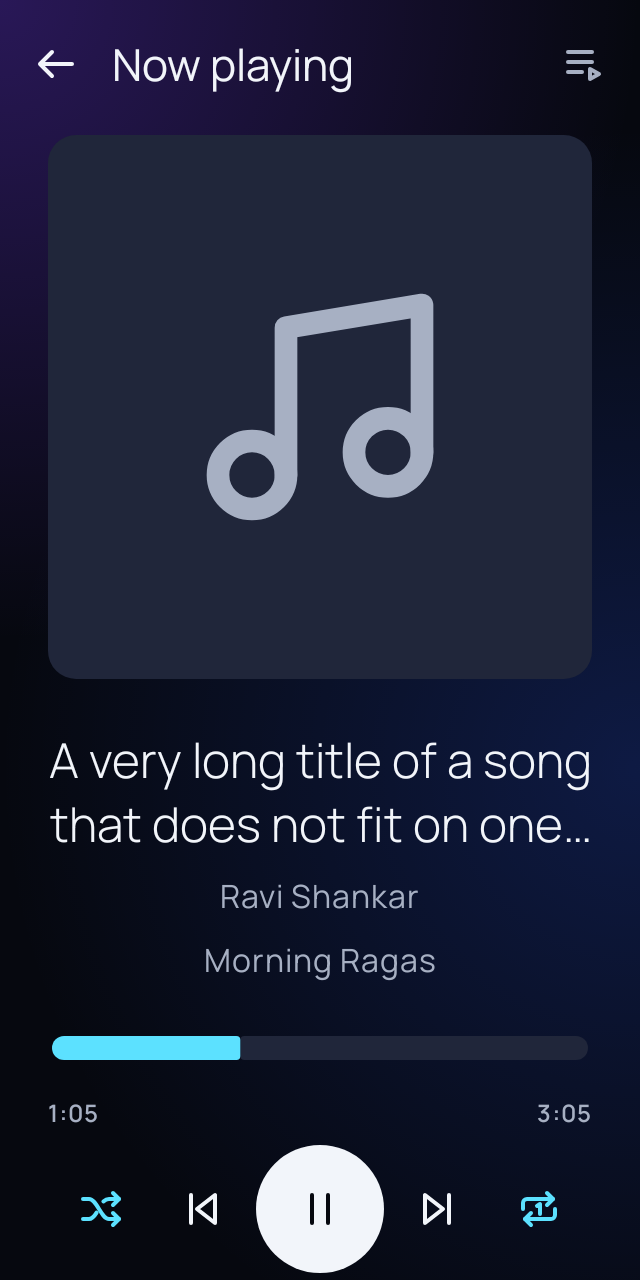 Now playing
A very long title of a song
that does not fit on one…
Ravi Shankar
Morning Ragas
1:05
3:05
1